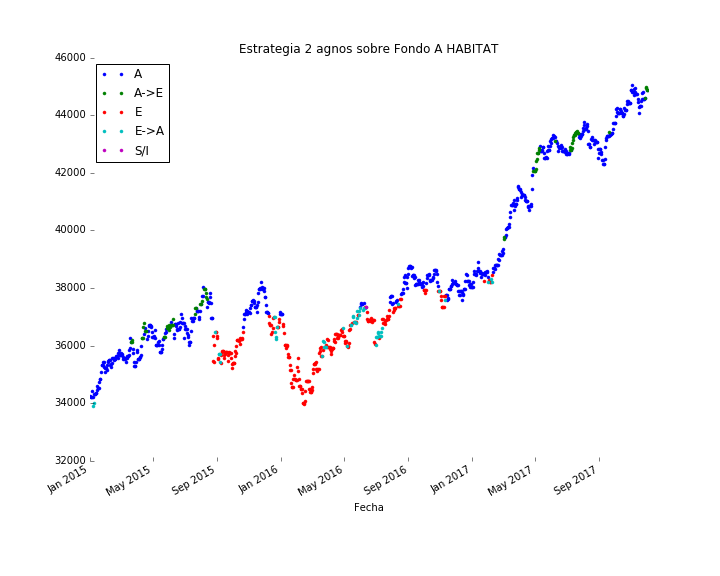 Estrategia 2 agnos sobre Fondo A HABITAT
46000
44000
42000
40000
38000
36000
34000
32000
A
A->E
E
E->A
S/I
Jan 2015
May 2015
Sep 2015
Jan 2016
May 2016
Sep 2016
Jan 2017
May 2017
Sep 2017
Fecha